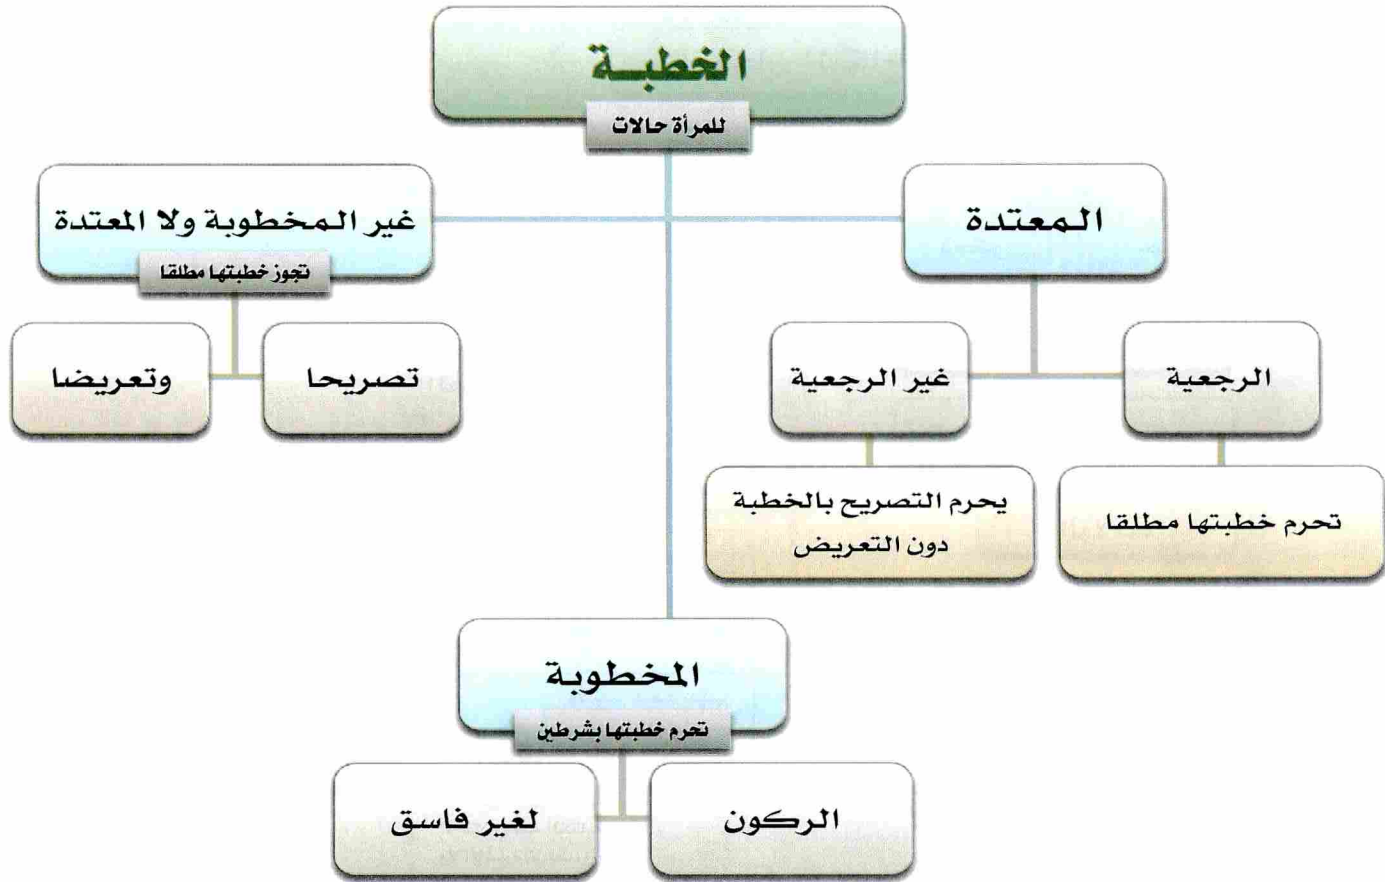 الخطبــة
للمرأة حالات
المعتدة
غير المخطوبة ولا المعتدة
تجوز خطبتها مطلقا
الرجعية
غير الرجعية
تصريحا
وتعريضا
تحرم خطبتها مطلقا
يحرم التصريح بالخطبة
دون التعريض
المخطوبة
تحرم خطبتها بشرطين
الركون
لغير فاسق